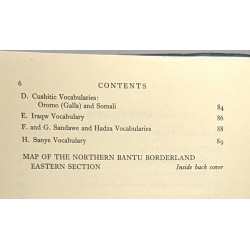 6 CONTENTS
D. Cushitic Vocabularies:
Oromo (Galla) and Somali 84
E. Iraqw Vocabulary 86
F. and G. Sandawe and Hadza Vocabularies 88
H. Sanye Vocabulary 89
MAP OF THE NORTHERN BANTU BORDERLAND
EASTERN SECTION Inside back cover